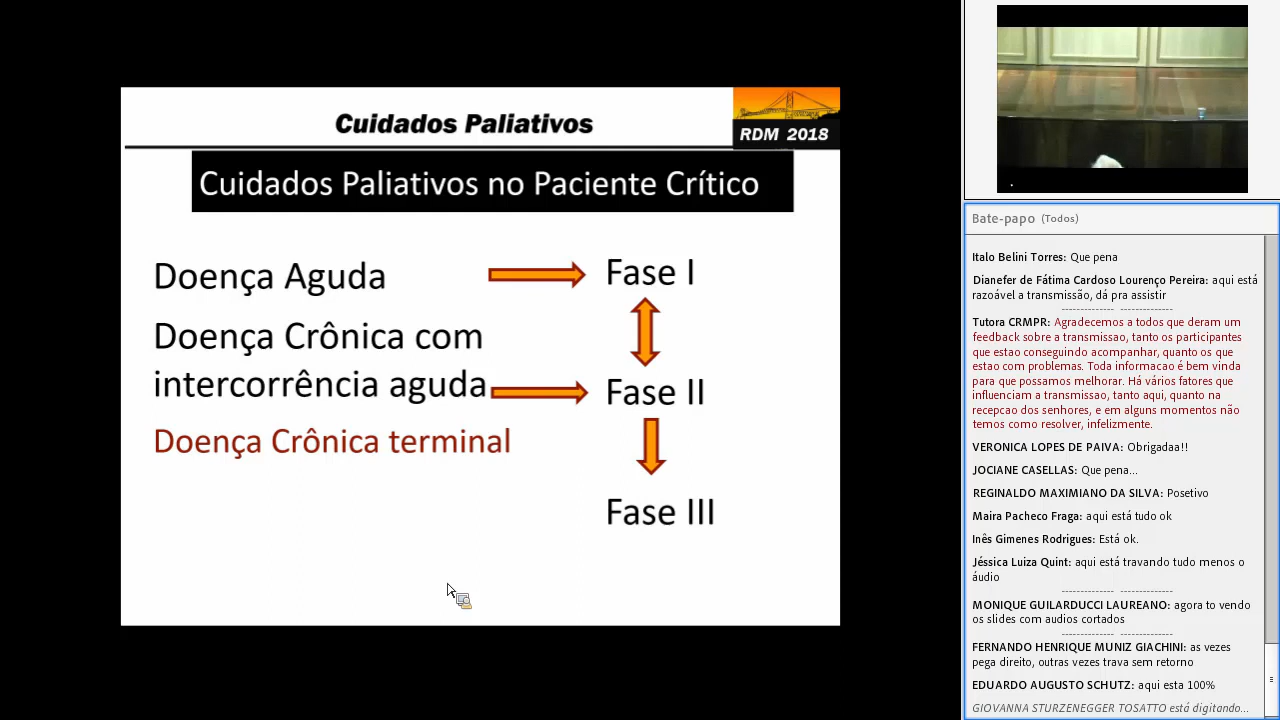 Cuidados Paliativos
RDM 2018
Cuidados Paliativos no Paciente Crítico
Doença Aguda
Fase I
Doença Crônica com
intercorrência aguda
Fase II
Doença Crônica terminal
Fase III
Bate-papo (Todos)
Italo Belini Torres: Que pena
Dianefer de Fátima Cardoso Lourenço Pereira: aqui está
razoável a transmissão, dá pra assistir
-------------- --------------
Tutora CRMPR: Agradecemos a todos que deram um
feedback sobre a transmissao, tanto os participantes
que estao conseguindo acompanhar, quanto os que
estao com problemas. Toda informacao é bem vinda
para que possamos melhorar. Há vários fatores que
influenciam a transmissao, tanto aqui, quanto na
recepcao dos senhores, e em alguns momentos não
temos como resolver, infelizmente.
VERONICA LOPES DE PAIVA: Obrigadaa!!
JOCIANE CASELLAS: Que pena...
REGINALDO MAXIMIANO DA SILVA: Posetivo
Maira Pacheco Fraga: aqui está tudo ok
Inês Gimenes Rodrigues: Está ok.
Jéssica Luiza Quint: aqui está travando tudo menos o
áudio
-------------- --------------
MONIQUE GUILARDUCCI LAUREANO: agora to vendo
os slides com audios cortados
-------------- --------------
FERNANDO HENRIQUE MUNIZ GIACHINI: as vezes
pega direito, outras vezes trava sem retorno
EDUARDO AUGUSTO SCHUTZ: aqui esta 100%
GIOVANNA STURZENEGGER TOSATTO está digitando...